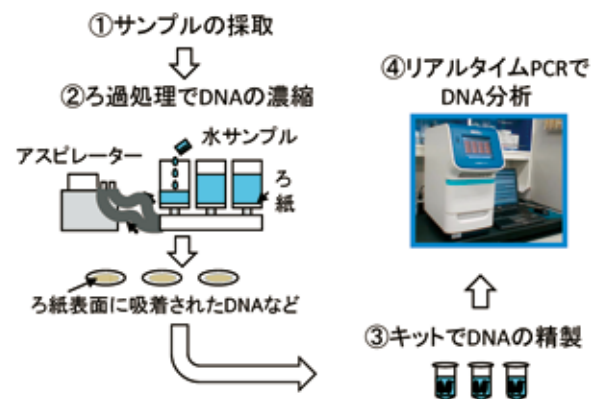 ①サンプルの採取
②ろ過処理でDNAの濃縮
水サンプル
アスピレーター
ろ
紙
ろ紙表面に吸着されたDNAなど
③キットでDNAの精製
④リアルタイムPCRで
DNA分析